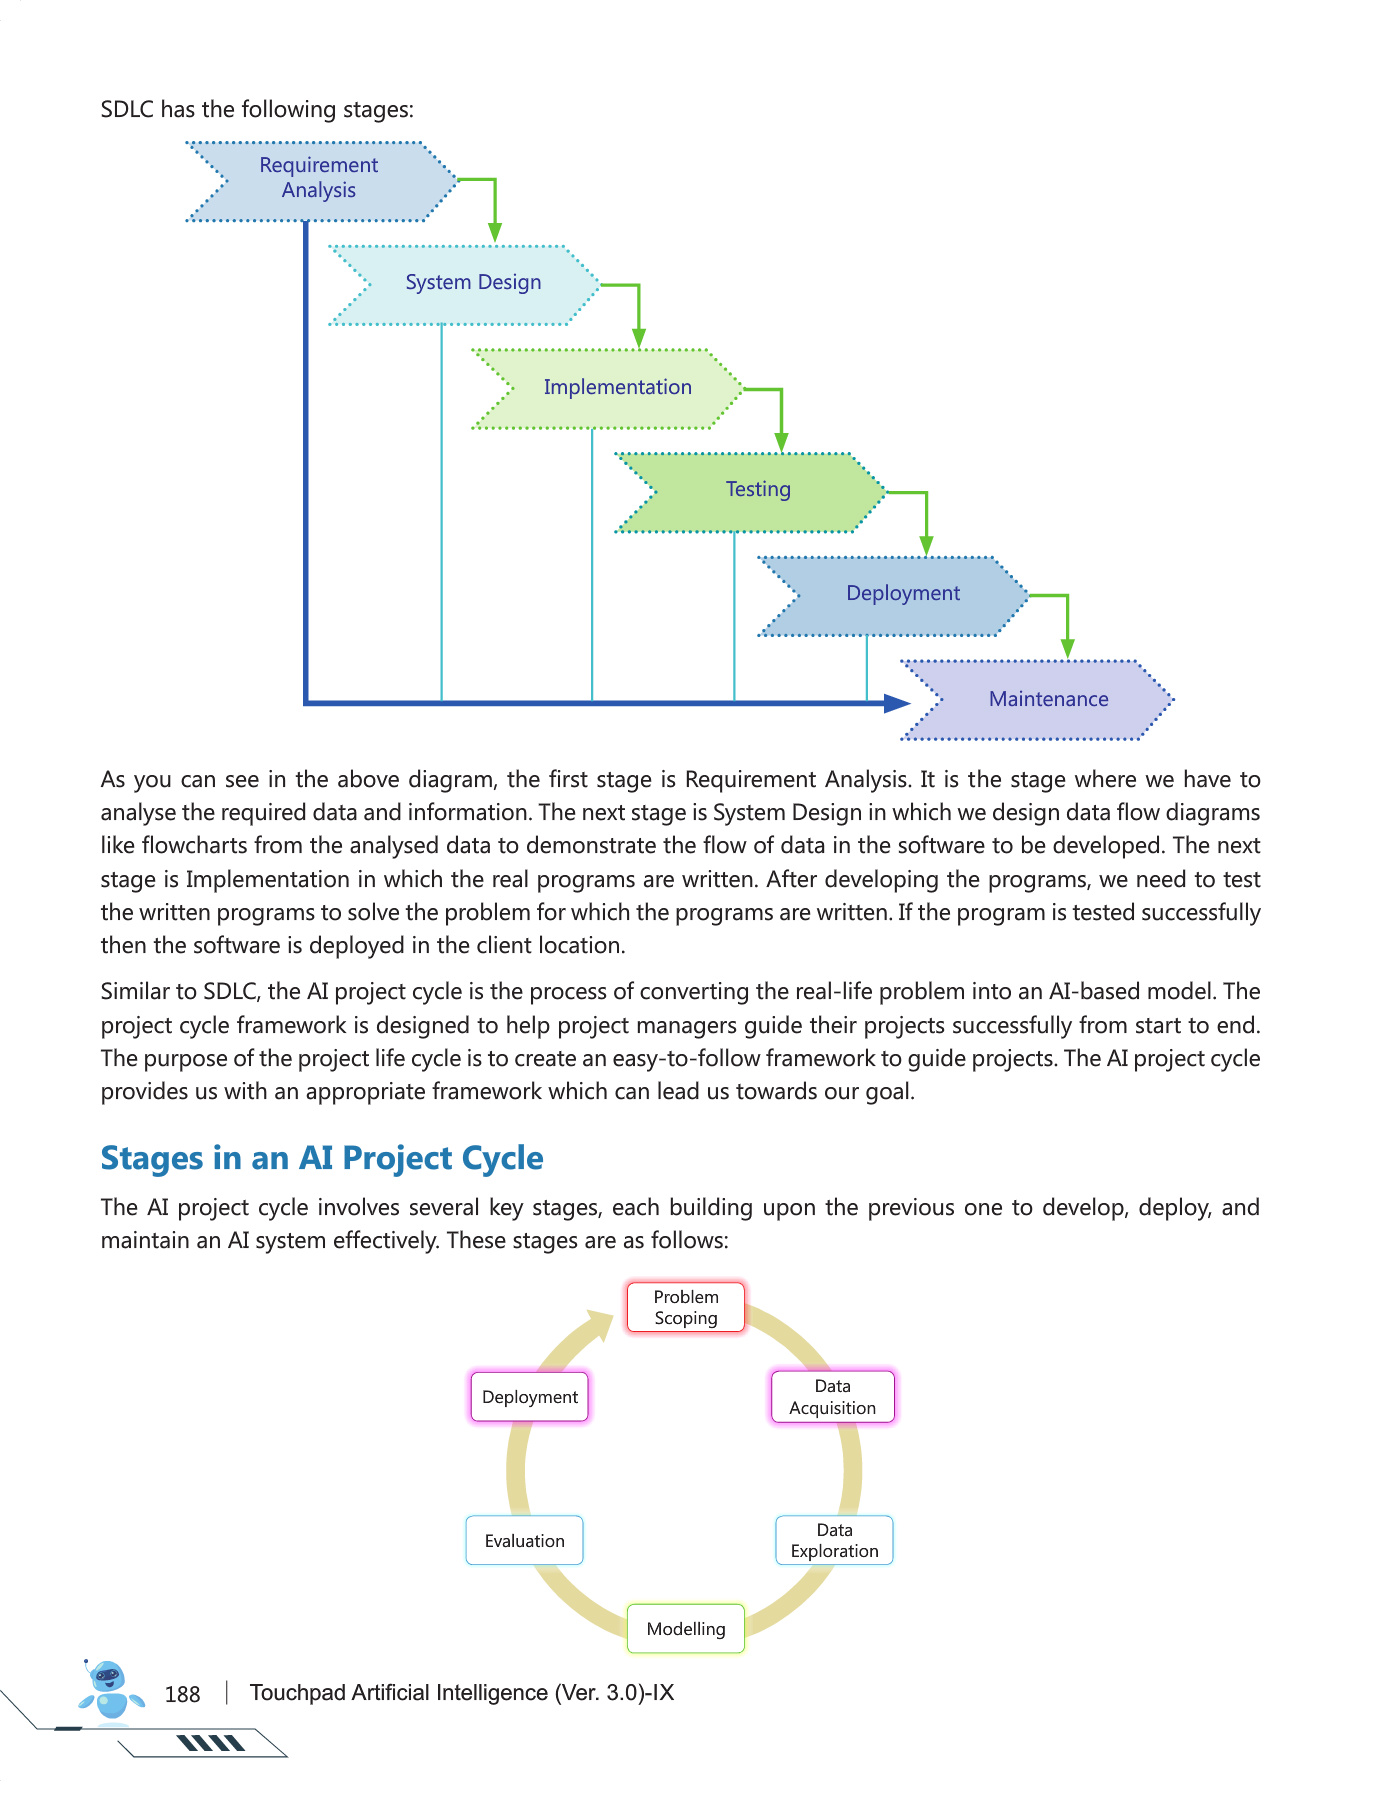 SDLC has the following stages:
Requirement
Analysis
System Design
Implementation
Testing
Deployment
Maintenance
As you can see in the above diagram, the first stage is Requirement Analysis. It is the stage where we have to
analyse the required data and information. The next stage is System Design in which we design data flow diagrams
like flowcharts from the analysed data to demonstrate the flow of data in the software to be developed. The next
stage is Implementation in which the real programs are written. After developing the programs, we need to test
the written programs to solve the problem for which the programs are written. If the program is tested successfully
then the software is deployed in the client location.
Similar to SDLC, the AI project cycle is the process of converting the real-life problem into an AI-based model. The
project cycle framework is designed to help project managers guide their projects successfully from start to end.
The purpose of the project life cycle is to create an easy-to-follow framework to guide projects. The AI project cycle
provides us with an appropriate framework which can lead us towards our goal.
Stages in an AI Project Cycle
The AI project cycle involves several key stages, each building upon the previous one to develop, deploy, and
maintain an AI system effectively. These stages are as follows:
Problem
Scoping
Data
Acquisition
Data
Exploration
Modelling
Evaluation
Deployment
188
Touchpad Artificial Intelligence (Ver. 3.0)-IX